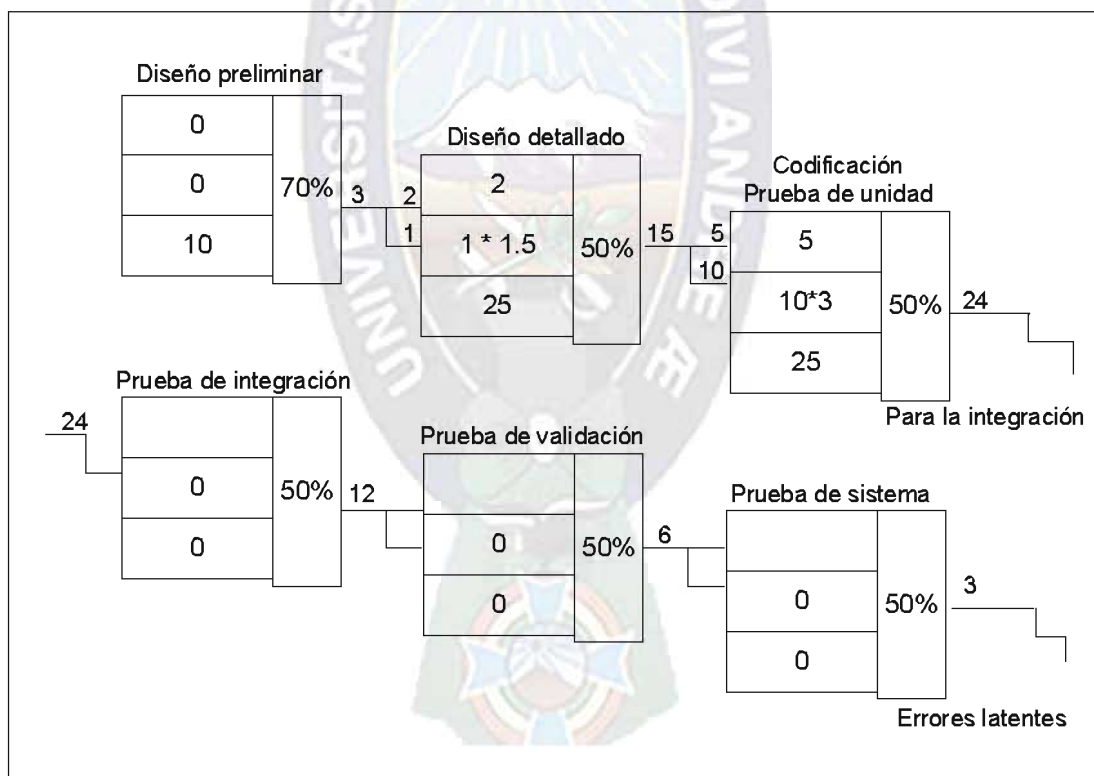 UNIVERSITAS
DIVI ANDREÆ
Diseño preliminar
0
0
10
70%
3
Diseño detallado
2
1
2
1 * 1.5
25
50%
15
Codificación
Prueba de unidad
5
10
5
10*3
25
50%
24
Para la integración
Prueba de integración
24
0
0
50%
12
Prueba de validación
0
0
50%
6
Prueba de sistema
0
0
50%
3
Errores latentes